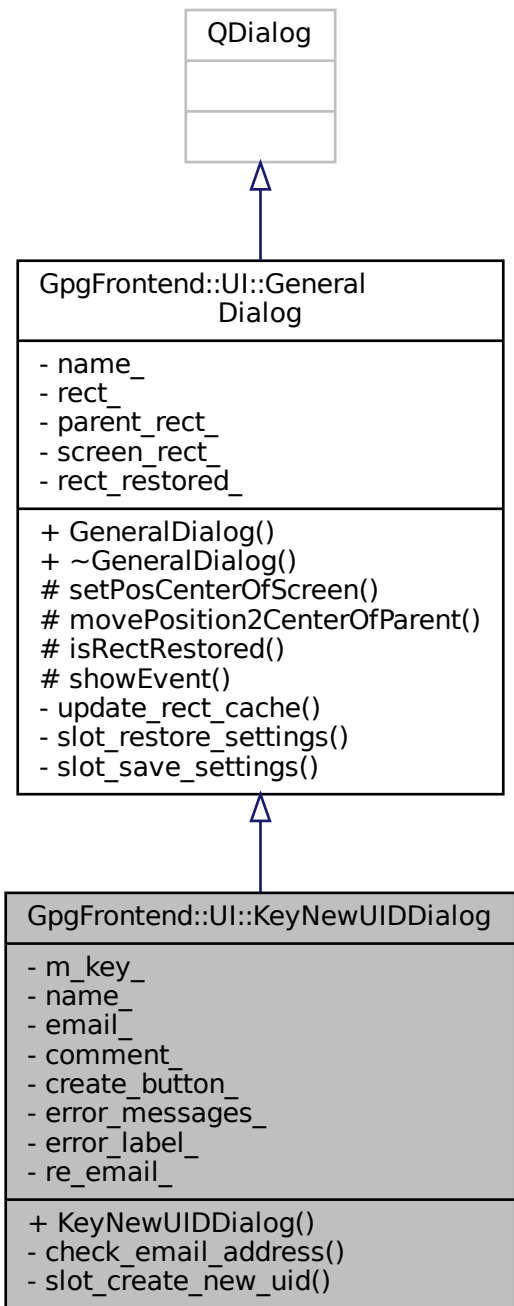 QDialog
GpgFrontend::UI::General
Dialog
- name_
- rect_
- parent_rect_
- screen_rect_
- rect_restored_
+ GeneralDialog()
+ ~GeneralDialog()
# setPosCenterOfScreen()
# movePosition2CenterOfParent()
# isRectRestored()
# showEvent()
- update_rect_cache()
- slot_restore_settings()
- slot_save_settings()
GpgFrontend::UI::KeyNewUIDDialog
- m_key_
- name_
- email_
- comment_
- create_button_
- error_messages_
- error_label_
- re_email_
+ KeyNewUIDDialog()
- check_email_address()
- slot_create_new_uid()